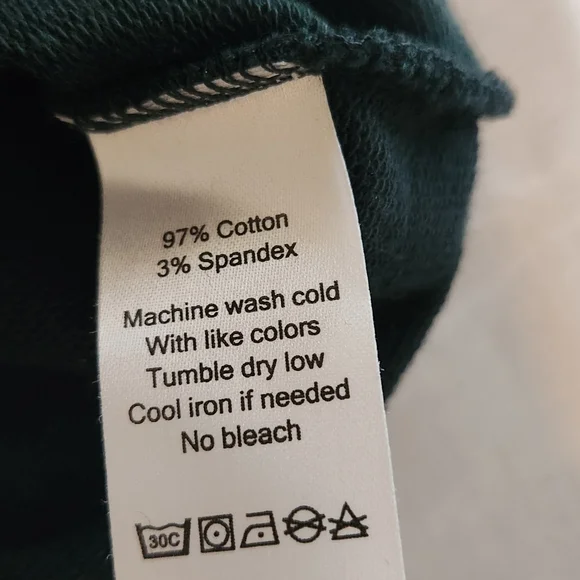 97% Cotton
3% Spandex
Machine wash cold
With like colors
Tumble dry low
Cool iron if needed
No bleach
30C